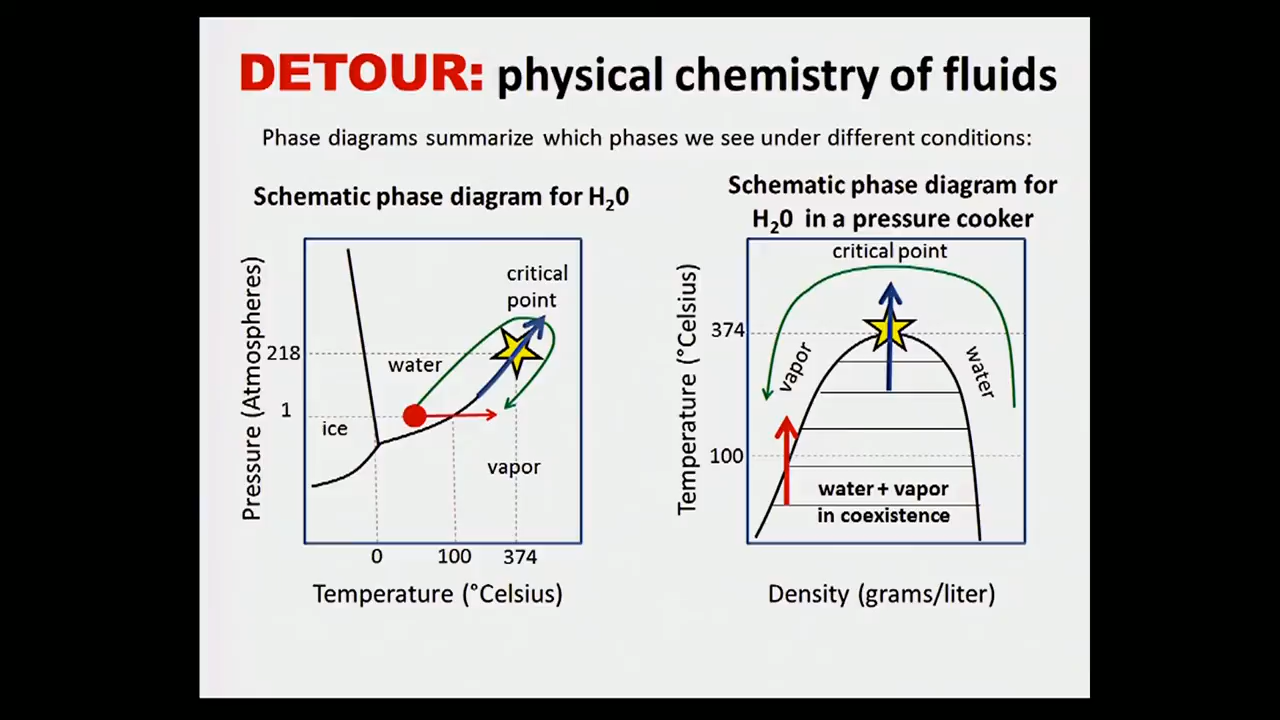 DETOUR: physical chemistry of fluids
Phase diagrams summarize which phases we see under different conditions:
Schematic phase diagram for H₂0
Pressure (Atmospheres)
218
1
critical
point
water
ice
vapor
0
100
374
Temperature (°Celsius)
Schematic phase diagram for
H₂0 in a pressure cooker
Temperature (°Celsius)
374
100
critical point
vapor
water
water + vapor
in coexistence
Density (grams/liter)